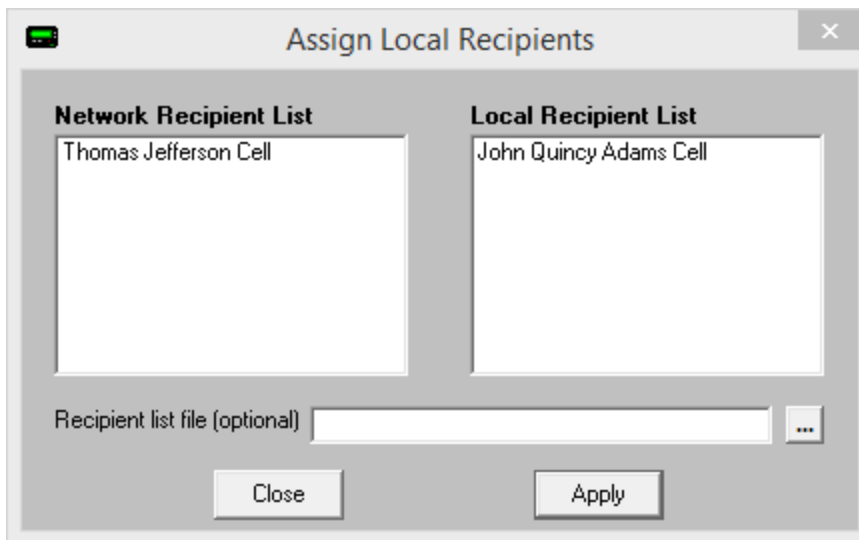 Assign Local Recipients
Network Recipient List
Thomas Jefferson Cell
Local Recipient List
John Quincy Adams Cell
Recipient list file (optional)
...
Close
Apply